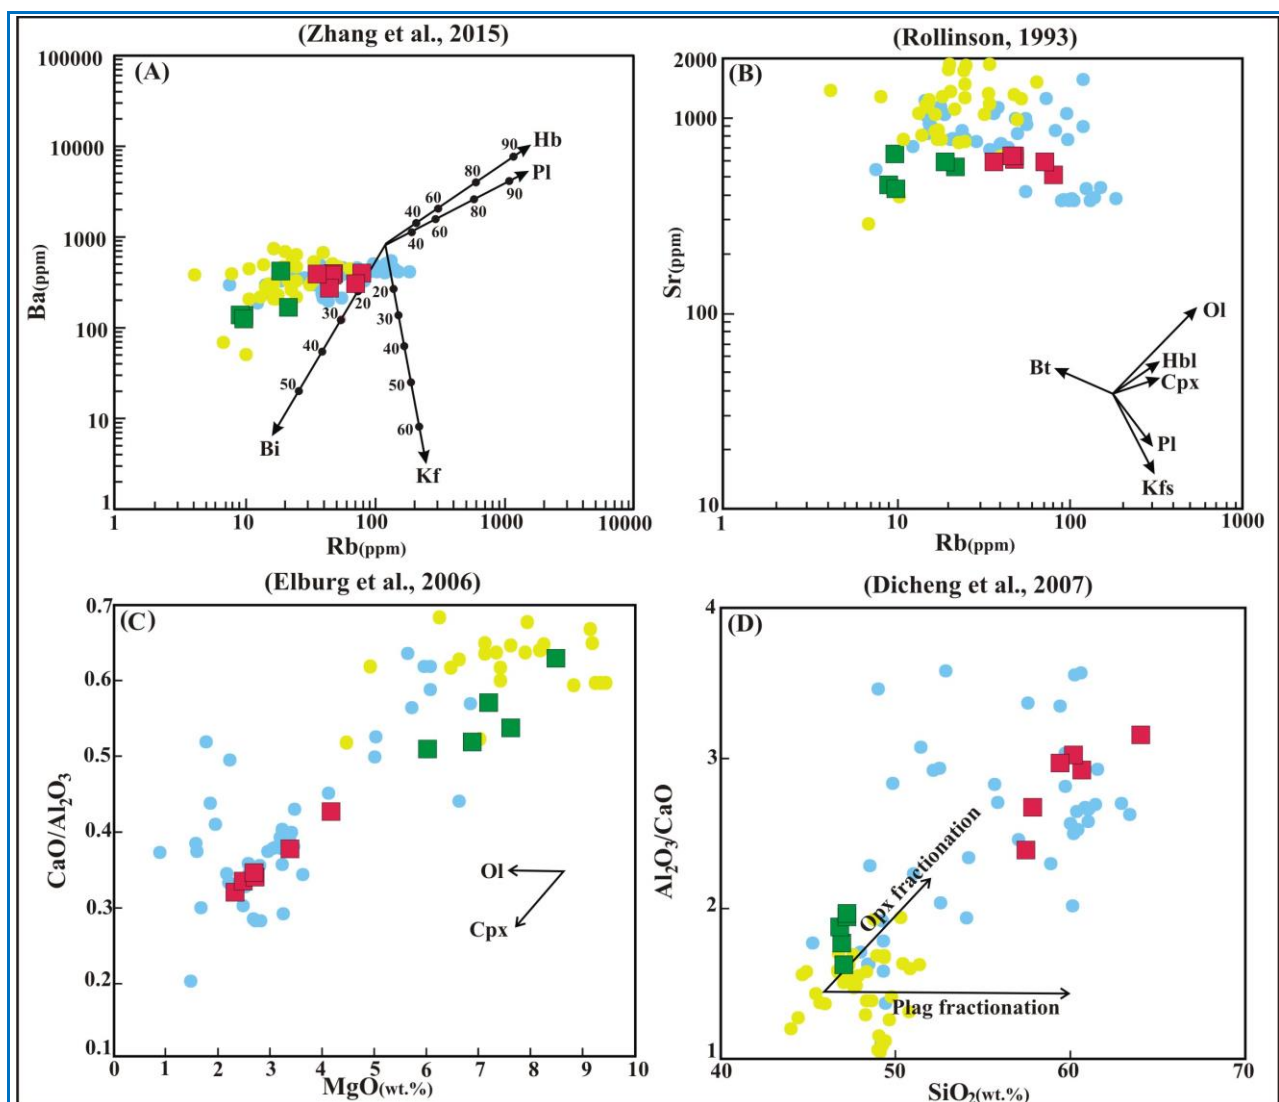 (Zhang et al., 2015)
(A)
100000
10000
1000
100
10
1
Ba(ppm)
1
10
100
1000
10000
Rb(ppm)
Hb
90
80
60
40
Pl
90
80
60
40
20
30
40
50
Bi
20
30
40
50
60
Kf
(Rollinson, 1993)
(B)
2000
1000
100
10
Sr(ppm)
1
10
100
1000
Rb(ppm)
Ol
Hbl
Cpx
Bt
Pl
Kfs
(Elburg et al., 2006)
(C)
0.7
0.6
0.5
0.4
0.3
0.2
0.1
CaO/Al2O3
0 1 2 3 4 5 6 7 8 9 10
MgO(wt.%)
Ol
Cpx
(Dicheng et al., 2007)
(D)
4
3
2
1
Al2O3/CaO
40 50 60 70
SiO2(wt.%)
Opx fractionation
Plag fractionation